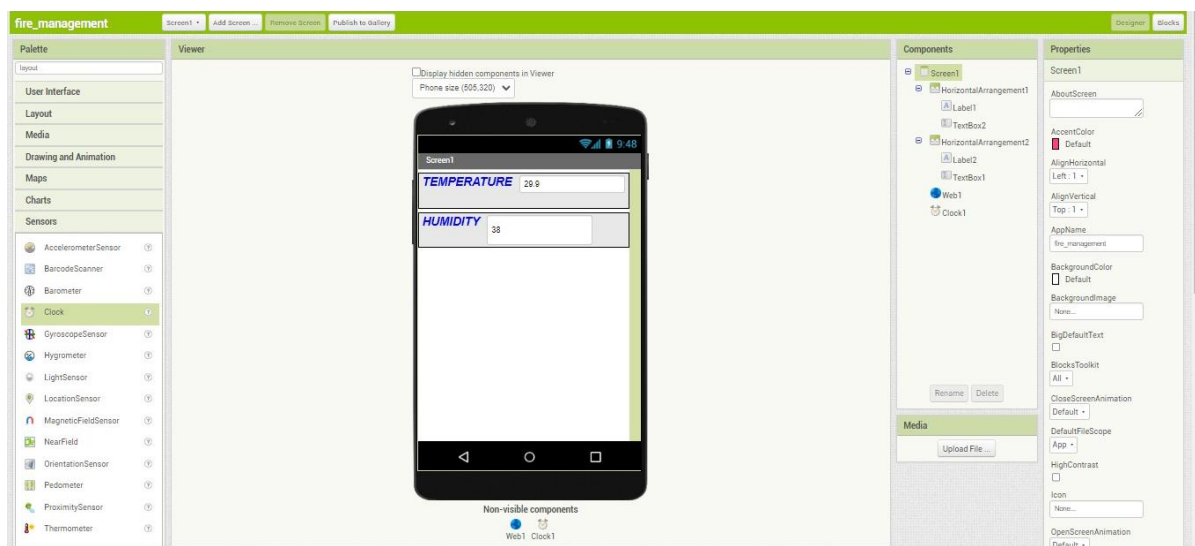 fire_management
Screen1
Add Screen ...
Remove Screen
Publish to Gallery
Designer
Blocks
Palette
layout
User Interface
Layout
Media
Drawing and Animation
Maps
Charts
Sensors
AccelerometerSensor
BarcodeScanner
Barometer
Clock
GyroscopeSensor
Hygrometer
LightSensor
LocationSensor
MagneticFieldSensor
NearField
OrientationSensor
Pedometer
ProximitySensor
Thermometer
Viewer
Display hidden components in Viewer
Phone size (505,320)
9:48
Screen1
TEMPERATURE 29.9
HUMIDITY 38
Non-visible components
Web1 Clock1
Components
Screen1
HorizontalArrangement1
Label1
TextBox2
HorizontalArrangement2
Label2
TextBox1
Web1
Clock1
Rename Delete
Media
Upload File ...
Properties
Screen1
AboutScreen
AccentColor
Default
AlignHorizontal
Left : 1
AlignVertical
Top : 1
AppName
fire_management
BackgroundColor
Default
BackgroundImage
None...
BigDefaultText
BlocksToolkit
All
CloseScreenAnimation
Default
DefaultFileScope
App
HighContrast
Icon
None...
OpenScreenAnimation
Default